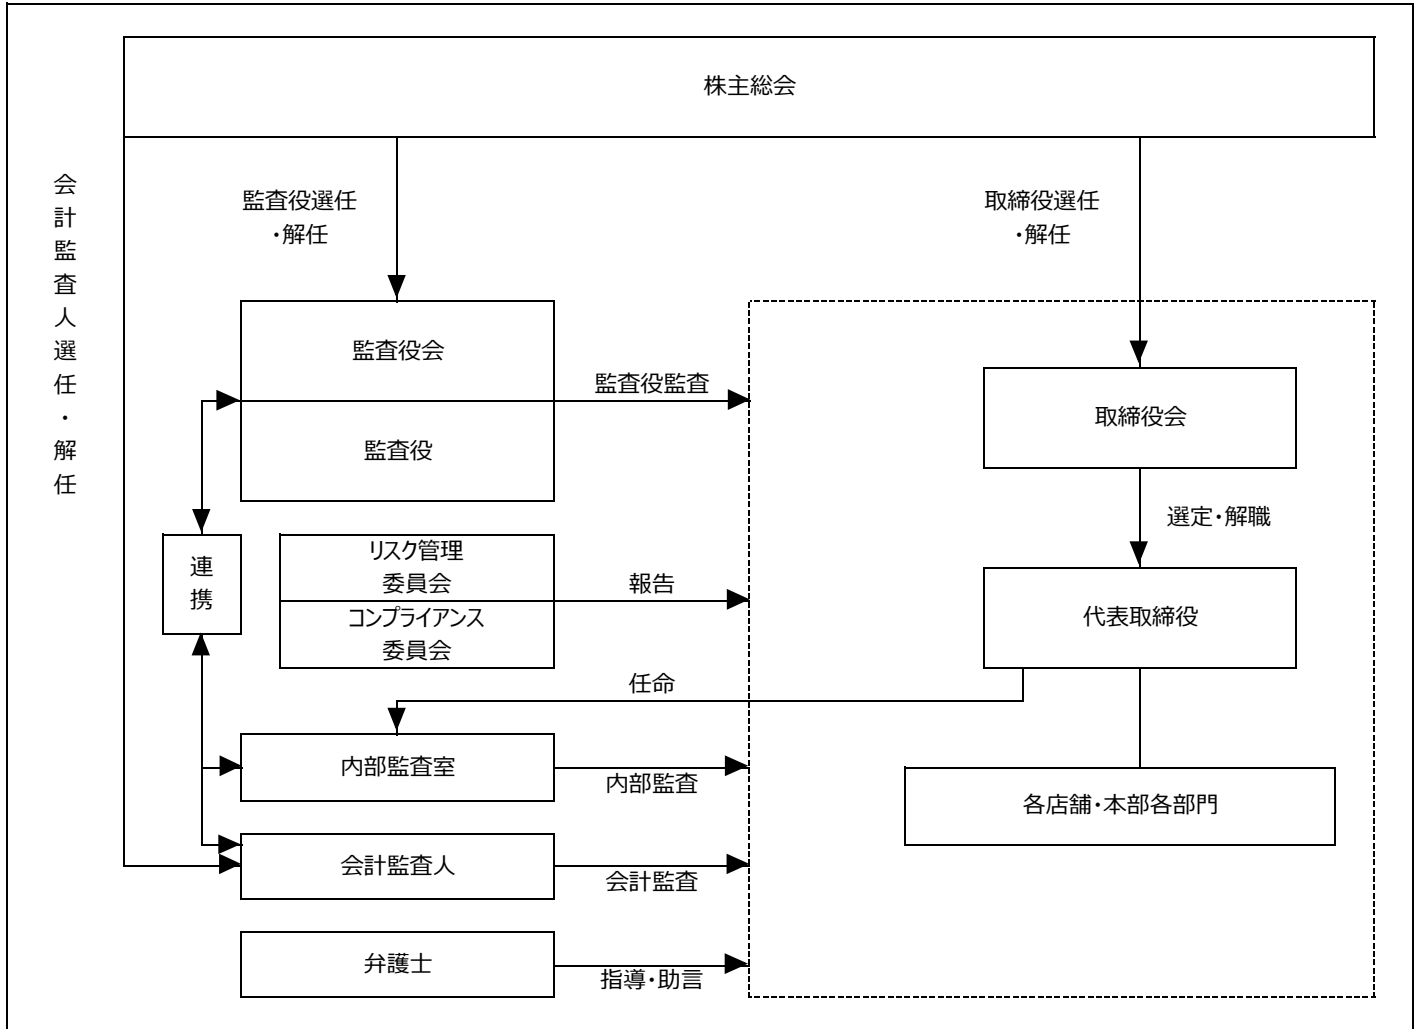 株主総会
会計監査人選任・解任
監査役選任
・解任
取締役選任
・解任
監査役会
監査役監査
取締役会
監査役
選定・解職
連
携
リスク管理
委員会
報告
コンプライアンス
委員会
代表取締役
任命
内部監査室
内部監査
各店舗・本部各部門
会計監査人
会計監査
弁護士
指導・助言